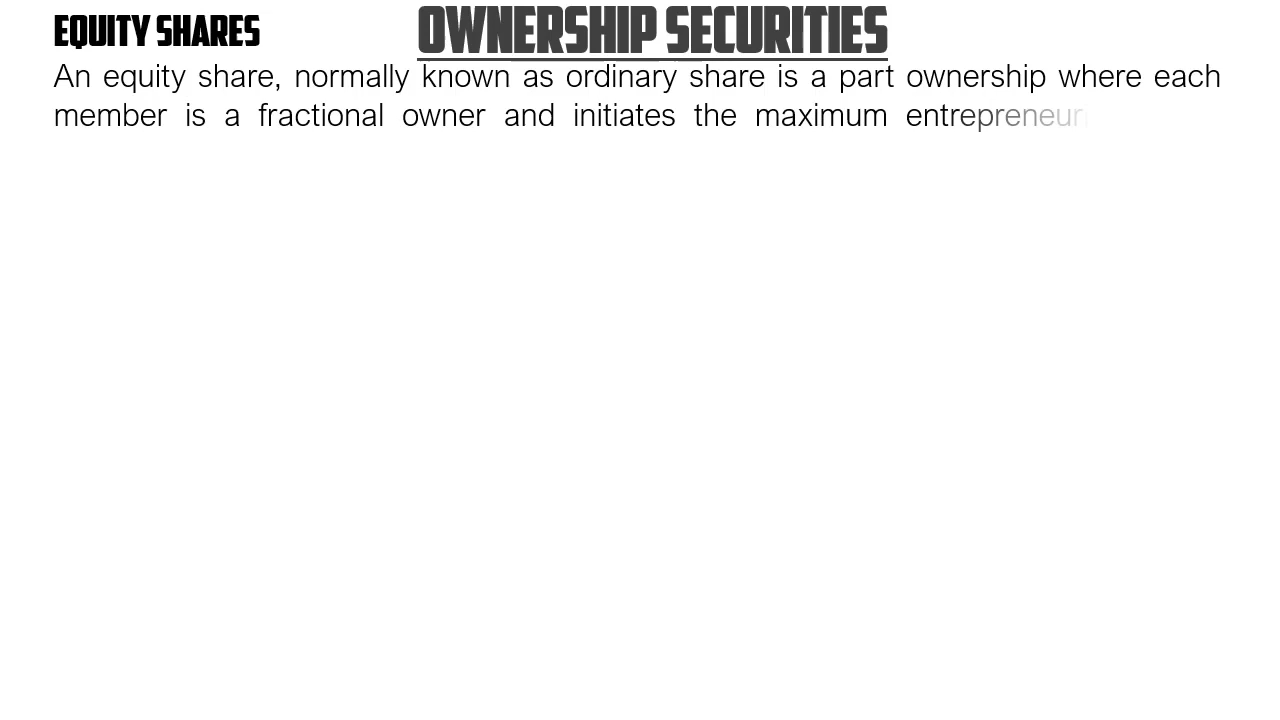 EQUITY SHARES
OWNERSHIP SECURITIES
An equity share, normally known as ordinary share is a part ownership where each
member is a fractional owner and initiates the maximum entrepreneur